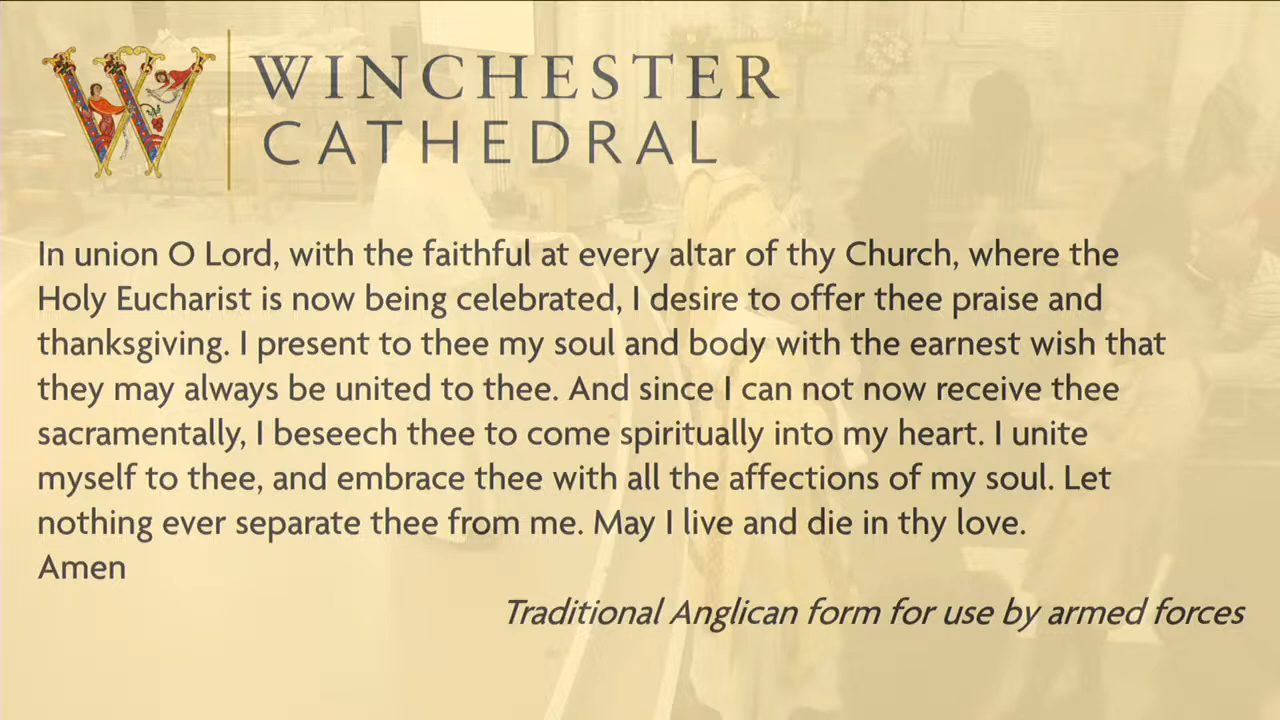 WINCHESTER
CATHEDRAL
In union O Lord, with the faithful at every altar of thy Church, where the
Holy Eucharist is now being celebrated, I desire to offer thee praise and
thanksgiving. I present to thee my soul and body with the earnest wish that
they may always be united to thee. And since I can not now receive thee
sacramentally, I beseech thee to come spiritually into my heart. I unite
myself to thee, and embrace thee with all the affections of my soul. Let
nothing ever separate thee from me. May I live and die in thy love.
Amen
Traditional Anglican form for use by armed forces